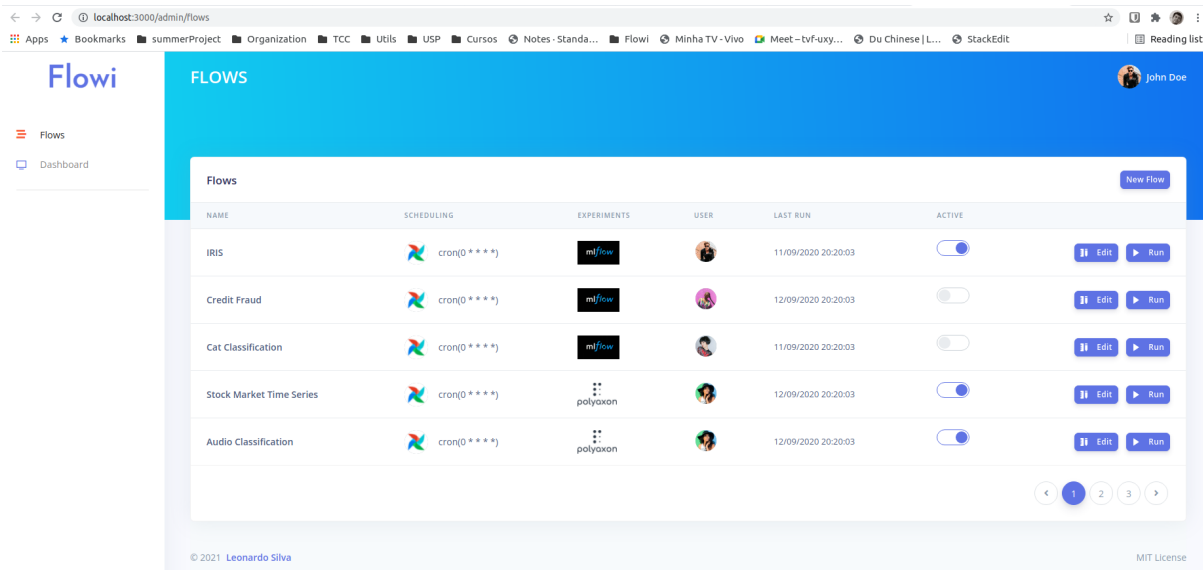 localhost:3000/admin/flows
Apps Bookmarks summerProject Organization TCC Utils USP Cursos Notes - Standa... Flowi Minha TV - Vivo Meet – tvf-uxy... Du Chinese | L... StackEdit Reading list
Flowi
FLOWS
John Doe
Flows
Dashboard
Flows
New Flow
NAME SCHEDULING EXPERIMENTS USER LAST RUN ACTIVE
IRIS cron(0 * * * *) mlflow 11/09/2020 20:20:03 Edit Run
Credit Fraud cron(0 * * * *) mlflow 12/09/2020 20:20:03 Edit Run
Cat Classification cron(0 * * * *) mlflow 11/09/2020 20:20:03 Edit Run
Stock Market Time Series cron(0 * * * *) polyaxon 12/09/2020 20:20:03 Edit Run
Audio Classification cron(0 * * * *) polyaxon 12/09/2020 20:20:03 Edit Run
1 2 3
© 2021 Leonardo Silva
MIT License